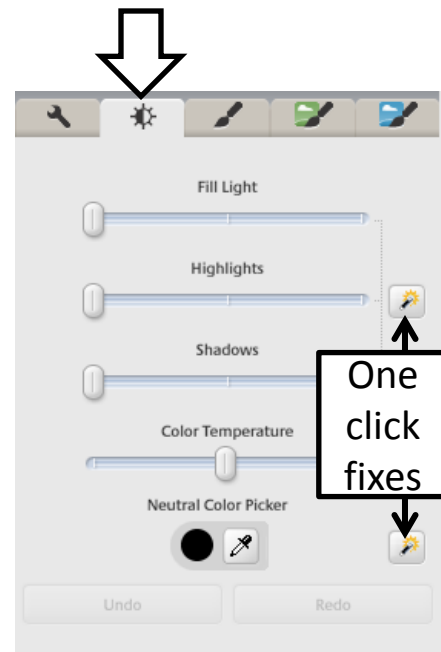 Fill Light
Highlights
Shadows
One
click
fixes
Color Temperature
Neutral Color Picker
Undo
Redo